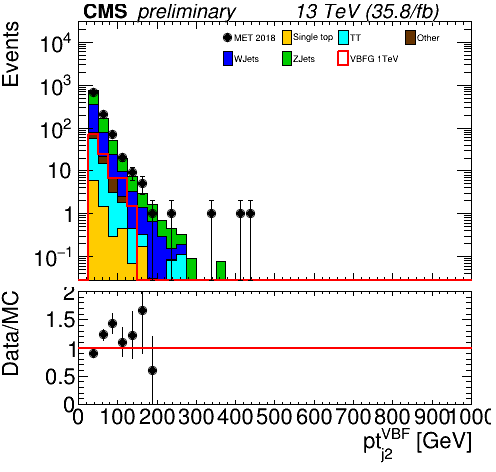 CMS preliminary 13 TeV (35.8/fb)
Events
MET 2018 Single top TT Other
WJets ZJets VBFG 1TeV
10^4
10^3
10^2
10
1
10^-1
Data/MC
2
1.5
1
0.5
0
0 100 200 300 400 500 600 700 800 900 1000
pt_j2^VBF [GeV]